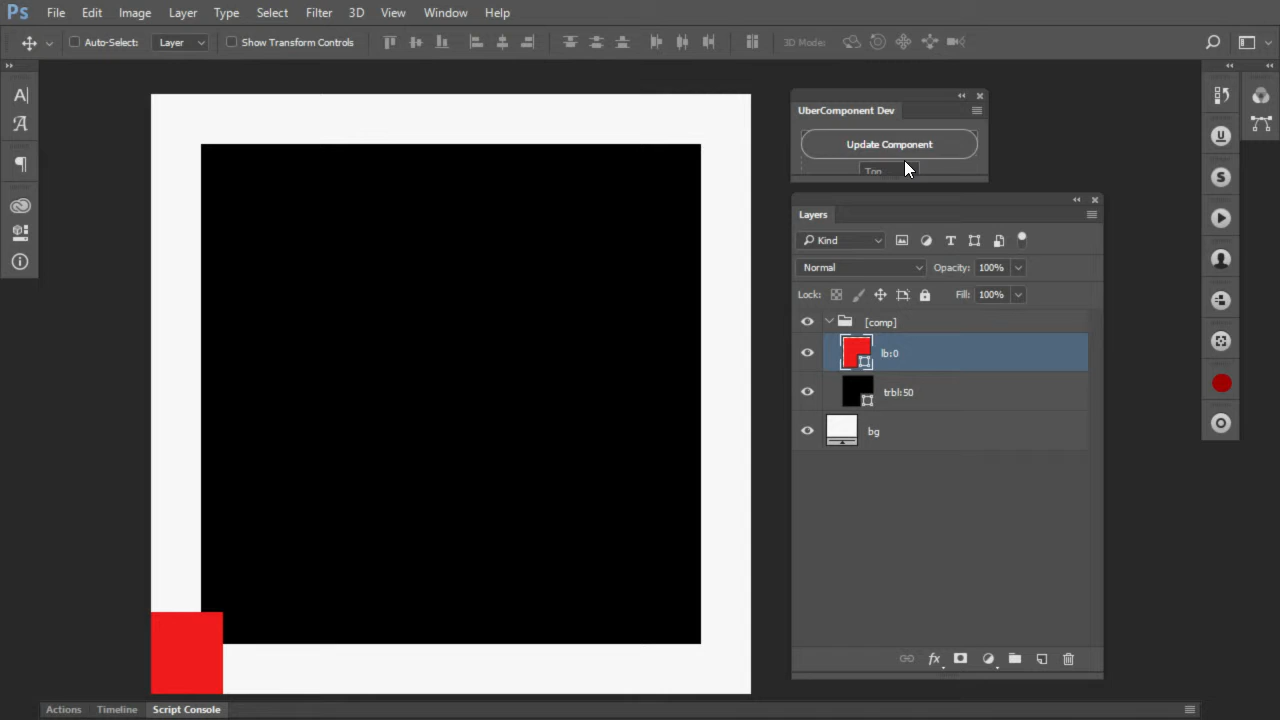 Ps File Edit Image Layer Type Select Filter 3D View Window Help
Auto-Select: Layer Show Transform Controls 3D Mode:
UberComponent Dev
Update Component
Top
Layers
Kind
Normal Opacity: 100%
Lock: Fill: 100%
[comp]
lb:0
trbl:50
bg
Actions Timeline Script Console